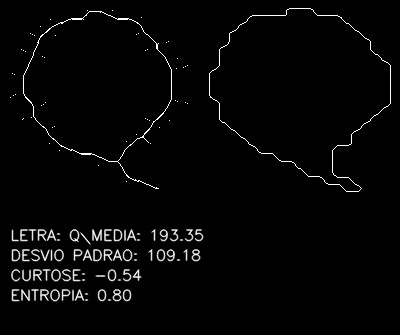 LETRA: Q\MEDIA: 193.35
DESVIO PADRAO: 109.18
CURTOSE: -0.54
ENTROPIA: 0.80